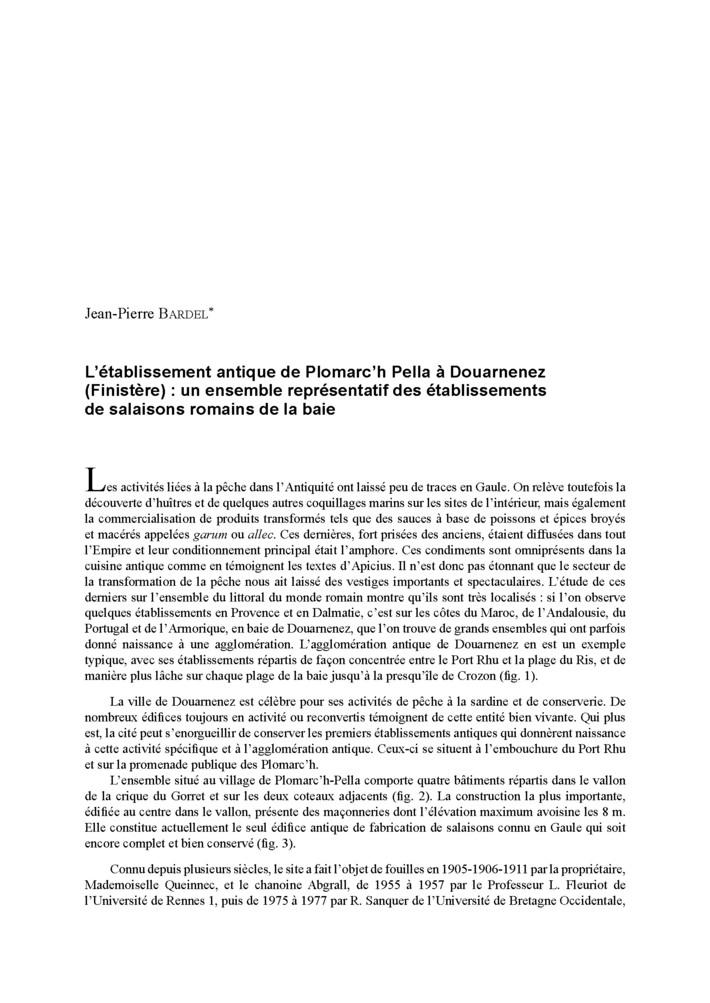 Jean-Pierre BARDEL*
L’établissement antique de Plomarc’h Pella à Douarnenez
(Finistère) : un ensemble représentatif des établissements
de salaisons romains de la baie
Les activités liées à la pêche dans l’Antiquité ont laissé peu de traces en Gaule. On relève toutefois la
découverte d’huîtres et de quelques autres coquillages marins sur les sites de l’intérieur, mais également
la commercialisation de produits transformés tels que des sauces à base de poissons et épices broyés
et macérés appelées garum ou allec. Ces dernières, fort prisées des anciens, étaient diffusées dans tout
l’Empire et leur conditionnement principal était l’amphore. Ces condiments sont omniprésents dans la
cuisine antique comme en témoignent les textes d’Apicius. Il n’est donc pas étonnant que le secteur de
la transformation de la pêche nous ait laissé des vestiges importants et spectaculaires. L’étude de ces
derniers sur l’ensemble du littoral du monde romain montre qu’ils sont très localisés : si l’on observe
quelques établissements en Provence et en Dalmatie, c’est sur les côtes du Maroc, de l’Andalousie, du
Portugal et de l’Armorique, en baie de Douarnenez, que l’on trouve de grands ensembles qui ont parfois
donné naissance à une agglomération. L’agglomération antique de Douarnenez en est un exemple
typique, avec ses établissements répartis de façon concentrée entre le Port Rhu et la plage du Ris, et de
manière plus lâche sur chaque plage de la baie jusqu’à la presqu’île de Crozon (fig. 1).
La ville de Douarnenez est célèbre pour ses activités de pêche à la sardine et de conserverie. De
nombreux édifices toujours en activité ou reconvertis témoignent de cette entité bien vivante. Qui plus
est, la cité peut s’enorgueillir de conserver les premiers établissements antiques qui donnèrent naissance
à cette activité spécifique et à l’agglomération antique. Ceux-ci se situent à l’embouchure du Port Rhu
et sur la promenade publique des Plomarc’h.
L’ensemble situé au village de Plomarc’h-Pella comporte quatre bâtiments répartis dans le vallon
de la crique du Gorret et sur les deux coteaux adjacents (fig. 2). La construction la plus importante,
édifiée au centre dans le vallon, présente des maçonneries dont l’élévation maximum avoisine les 8 m.
Elle constitue actuellement le seul édifice antique de fabrication de salaisons connu en Gaule qui soit
encore complet et bien conservé (fig. 3).
Connu depuis plusieurs siècles, le site a fait l’objet de fouilles en 1905-1906-1911 par la propriétaire,
Mademoiselle Queinnec, et le chanoine Abgrall, de 1955 à 1957 par le Professeur L. Fleuriot de
l’Université de Rennes 1, puis de 1975 à 1977 par R. Sanquer de l’Université de Bretagne Occidentale,